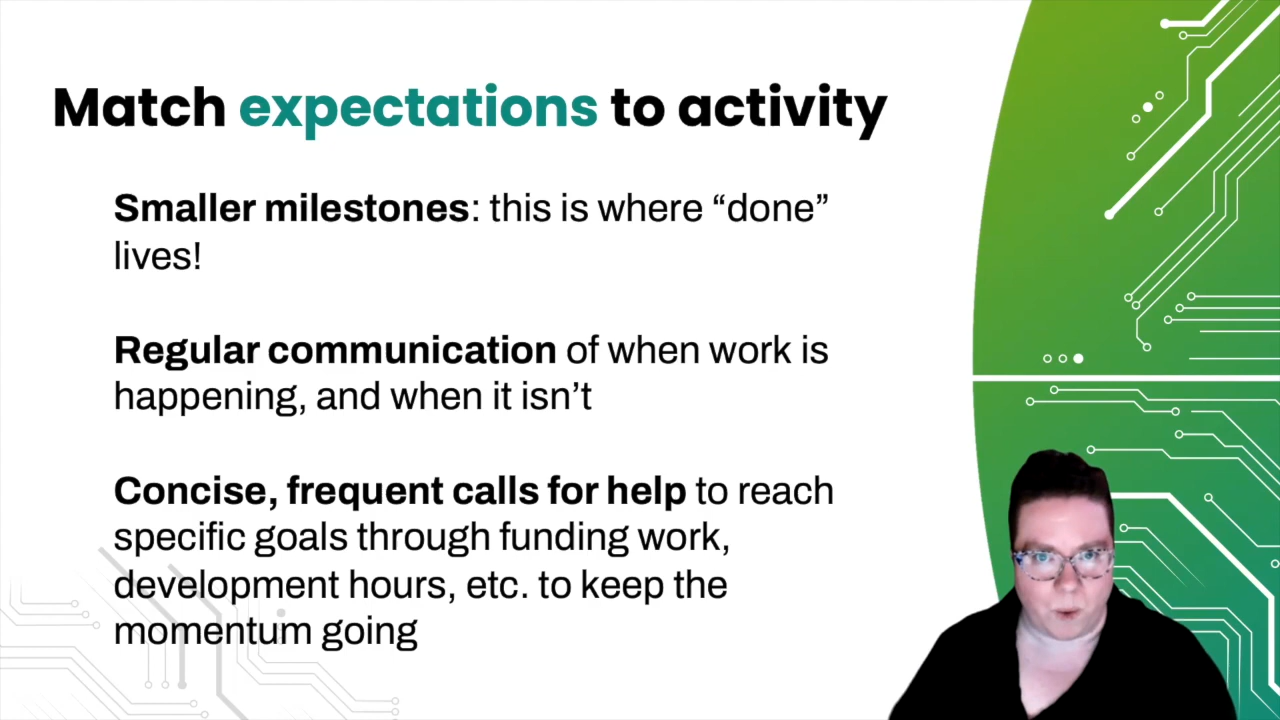 Match expectations to activity
Smaller milestones: this is where “done”
lives!
Regular communication of when work is
happening, and when it isn’t
Concise, frequent calls for help to reach
specific goals through funding work,
development hours, etc. to keep the
momentum going